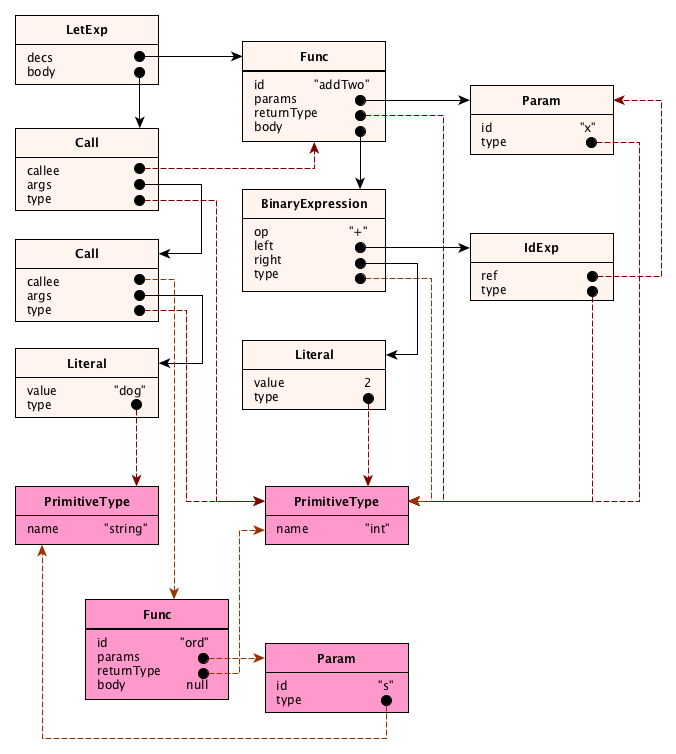 LetExp
decs
body
Func
id "addTwo"
params
returnType
body
Param
id "x"
type
Call
callee
args
type
BinaryExpression
op "+"
left
right
type
IdExp
ref
type
Call
callee
args
type
Literal
value "dog"
type
Literal
value 2
type
PrimitiveType
name "string"
PrimitiveType
name "int"
Func
id "ord"
params
returnType
body null
Param
id "s"
type